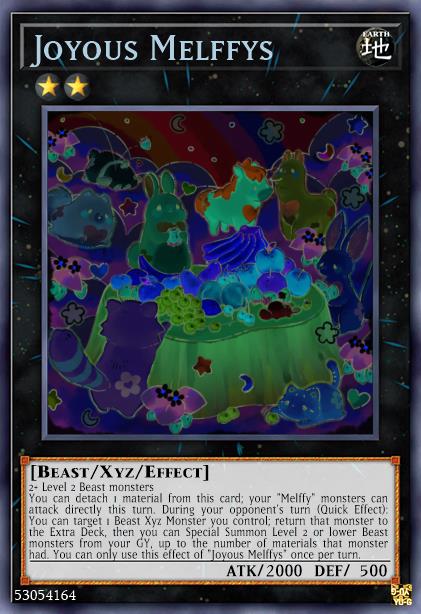 Joyous Melffys
EARTH
地
[Beast/Xyz/Effect]
2+ Level 2 Beast monsters
You can detach 1 material from this card; your "Melffy" monsters can
attack directly this turn. During your opponent's turn (Quick Effect):
You can target 1 Beast Xyz Monster you control; return that monster to
the Extra Deck, then you can Special Summon Level 2 or lower Beast
monsters from your GY, up to the number of materials that monster
had. You can only use this effect of "Joyous Melffys" once per turn.
ATK/2000 DEF/ 500
53054164